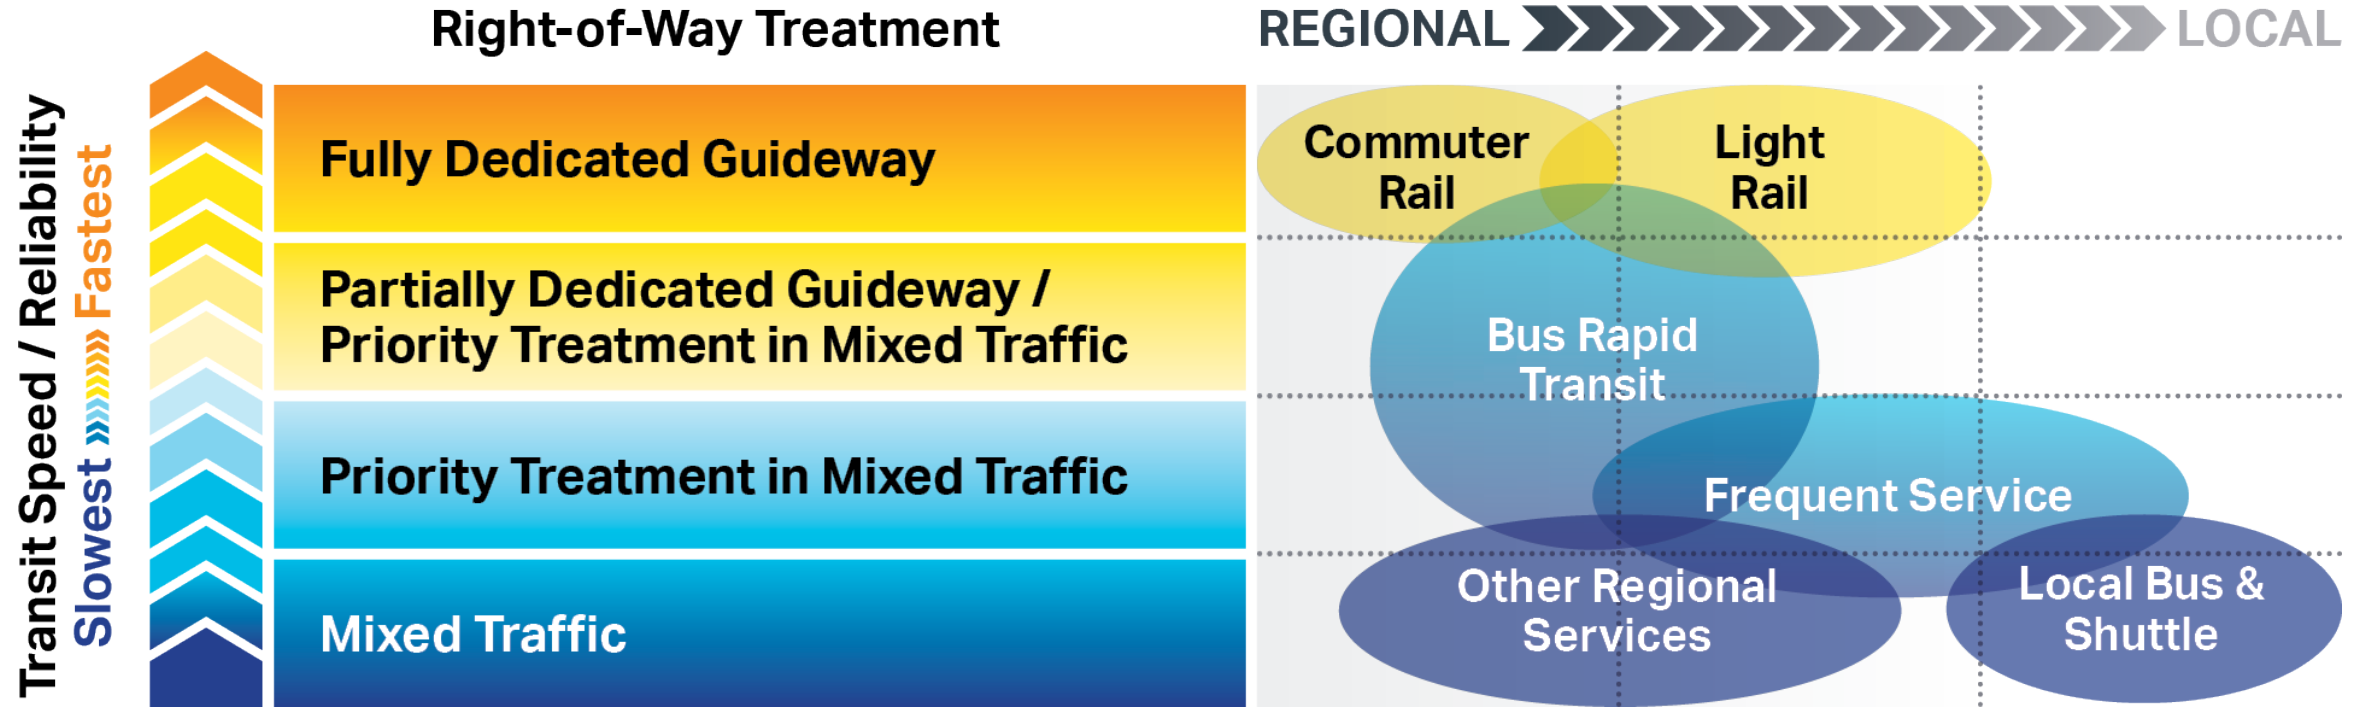 Right-of-Way Treatment
REGIONAL
LOCAL
Transit Speed / Reliability
Slowest
Fastest
Fully Dedicated Guideway
Partially Dedicated Guideway /
Priority Treatment in Mixed Traffic
Priority Treatment in Mixed Traffic
Mixed Traffic
Commuter
Rail
Light
Rail
Bus Rapid
Transit
Frequent Service
Other Regional
Services
Local Bus &
Shuttle